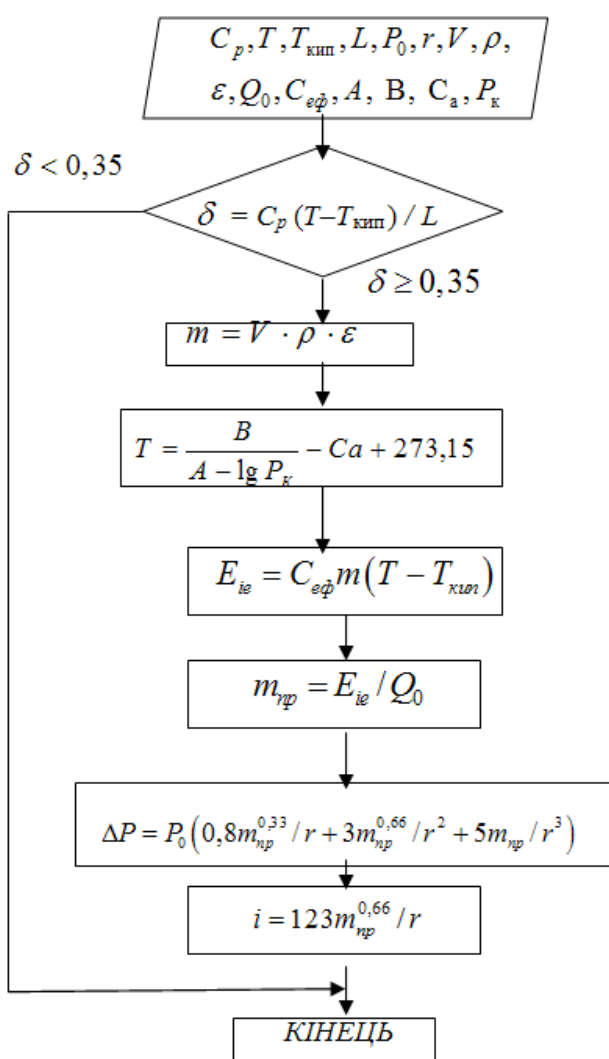 C_p, T, T_кип, L, P_0, r, V, ρ,
ε, Q_0, C_еф, A, B, C_a, P_к
δ < 0,35
δ = C_p (T–T_кип) / L
δ ≥ 0,35
m = V · ρ · ε
T = B / (A − lg P_к) − Ca + 273,15
E_ie = C_еф m(T − T_кип)
m_пр = E_ie / Q_0
ΔP = P_0(0,8m_пр^0,33 / r + 3m_пр^0,66 / r^2 + 5m_пр / r^3)
i = 123m_пр^0,66 / r
КІНЕЦЬ